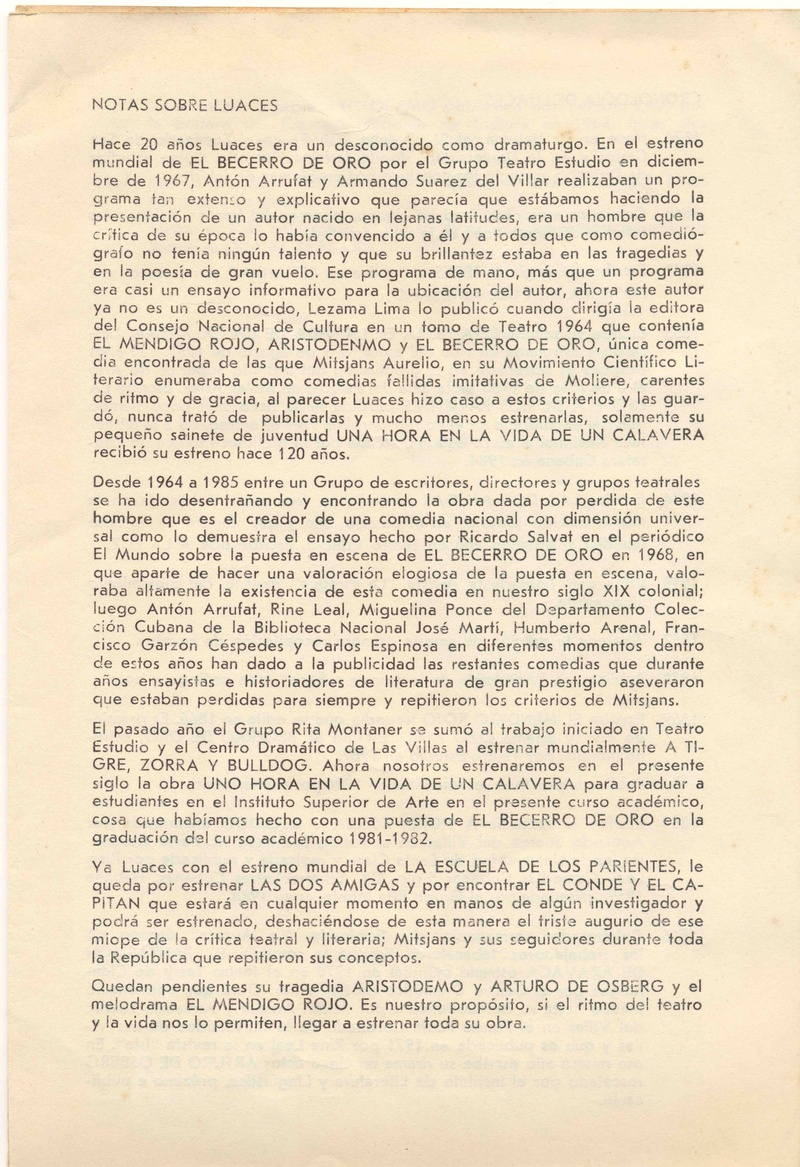 NOTAS SOBRE LUACES
Hace 20 años Luaces era un desconocido como dramaturgo. En el estreno
mundial de EL BECERRO DE ORO por el Grupo Teatro Estudio en diciem-
bre de 1967, Antón Arrufat y Armando Suarez del Villar realizaban un pro-
grama tan extenso y explicativo que parecía que estábamos haciendo la
presentación de un autor nacido en lejanas latitudes, era un hombre que la
crítica de su época lo había convencido a él y a todos que como comedió-
grafo no tenía ningún talento y que su brillantez estaba en las tragedias y
en la poesía de gran vuelo. Ese programa de mano, más que un programa
era casi un ensayo informativo para la ubicación del autor, ahora este autor
ya no es un desconocido, Lezama Lima lo publicó cuando dirigía la editora
del Consejo Nacional de Cultura en un tomo de Teatro 1964 que contenía
EL MENDIGO ROJO, ARISTODENMO y EL BECERRO DE ORO, única come-
dia encontrada de las que Mitsjans Aurelio, en su Movimiento Científico Li-
terario enumeraba como comedias fallidas imitativas de Moliere, carentes
de ritmo y de gracia, al parecer Luaces hizo caso a estos criterios y las guar-
dó, nunca trató de publicarlas y mucho menos estrenarlas, solamente su
pequeño sainete de juventud UNA HORA EN LA VIDA DE UN CALAVERA
recibió su estreno hace 120 años.
Desde 1964 a 1985 entre un Grupo de escritores, directores y grupos teatrales
se ha ido desentrañando y encontrando la obra dada por perdida de este
hombre que es el creador de una comedia nacional con dimensión univer-
sal como lo demuestra el ensayo hecho por Ricardo Salvat en el periódico
El Mundo sobre la puesta en escena de EL BECERRO DE ORO en 1968, en
que aparte de hacer una valoración elogiosa de la puesta en escena, valo-
raba altamente la existencia de esta comedia en nuestro siglo XIX colonial;
luego Antón Arrufat, Rine Leal, Miguelina Ponce del Departamento Colec-
ción Cubana de la Biblioteca Nacional José Martí, Humberto Arenal, Fran-
cisco Garzón Céspedes y Carlos Espinosa en diferentes momentos dentro
de estos años han dado a la publicidad las restantes comedias que durante
años ensayistas e historiadores de literatura de gran prestigio aseveraron
que estaban perdidas para siempre y repitieron los criterios de Mitsjans.
El pasado año el Grupo Rita Montaner se sumó al trabajo iniciado en Teatro
Estudio y el Centro Dramático de Las Villas al estrenar mundialmente A TI-
GRE, ZORRA Y BULLDOG. Ahora nosotros estrenaremos en el presente
siglo la obra UNO HORA EN LA VIDA DE UN CALAVERA para graduar a
estudiantes en el Instituto Superior de Arte en el presente curso académico,
cosa que habíamos hecho con una puesta de EL BECERRO DE ORO en la
graduación del curso académico 1981-1982.
Ya Luaces con el estreno mundial de LA ESCUELA DE LOS PARIENTES, le
queda por estrenar LAS DOS AMIGAS y por encontrar EL CONDE Y EL CA-
PITAN que estará en cualquier momento en manos de algún investigador y
podrá ser estrenado, deshaciéndose de esta manera el triste augurio de ese
miope de la crítica teatral y literaria; Mitsjans y sus seguidores durante toda
la República que repitieron sus conceptos.
Quedan pendientes su tragedia ARISTODEMO y ARTURO DE OSBERG y el
melodrama EL MENDIGO ROJO. Es nuestro propósito, si el ritmo del teatro
y la vida nos lo permiten, llegar a estrenar toda su obra.